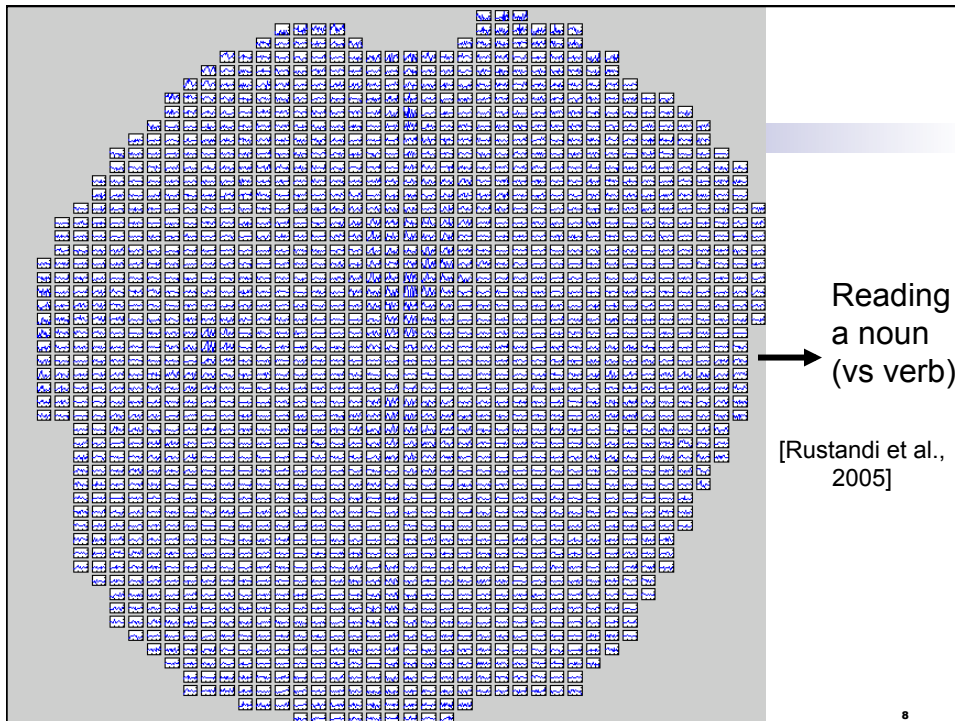 Reading
a noun
(vs verb)
[Rustandi et al.,
2005]
8